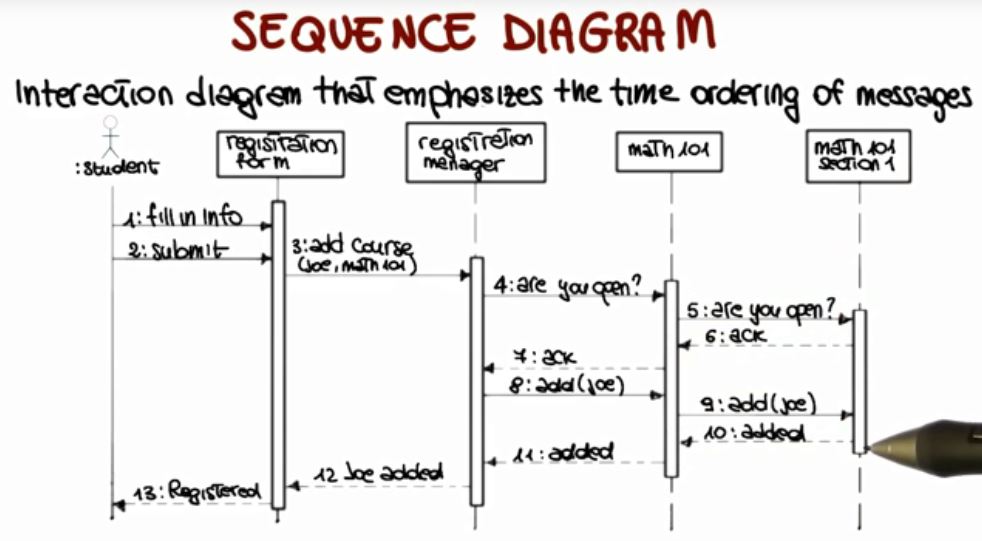 SEQUENCE DIAGRAM
Interaction diagram that emphasizes the time ordering of messages
:Student
registration
form
registration
manager
math 101
math 101
section 1
1: fill in info
2: submit
3: add course
(Joe, math 101)
4: are you open?
5: are you open?
6: ack
7: ack
8: add(Joe)
9: add(Joe)
10: added
11: added
12 Joe added
13: Registered